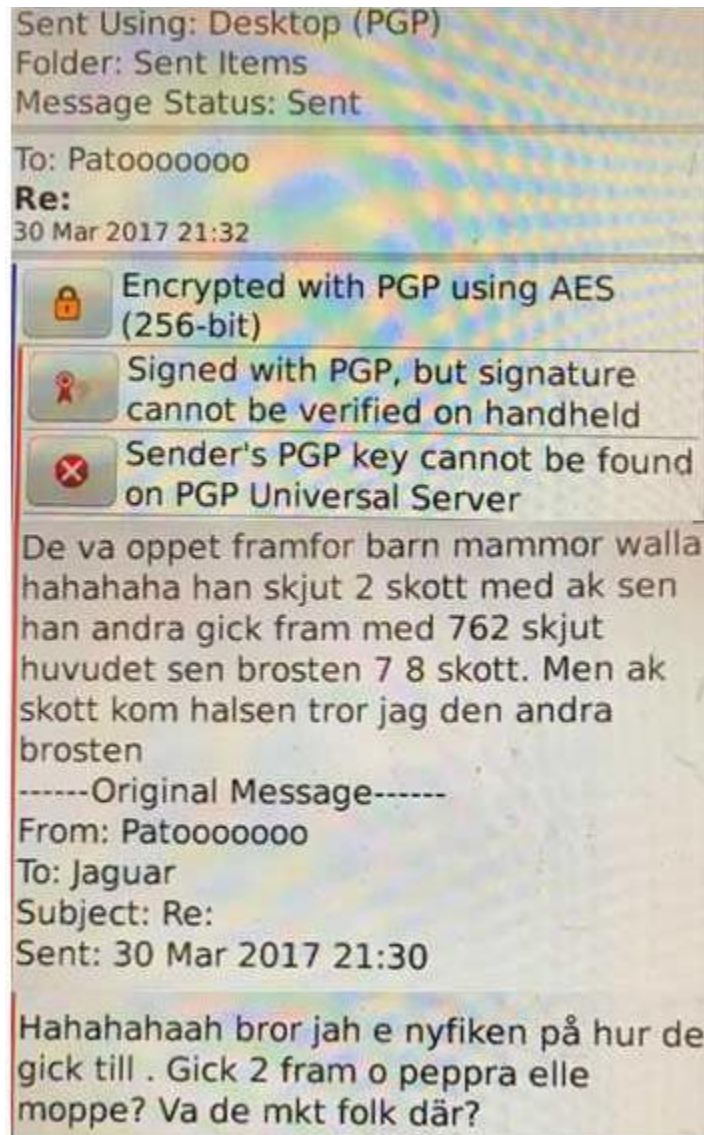 Sent Using: Desktop (PGP)
Folder: Sent Items
Message Status: Sent
To: Patooooooo
Re:
30 Mar 2017 21:32
Encrypted with PGP using AES
(256-bit)
Signed with PGP, but signature
cannot be verified on handheld
Sender's PGP key cannot be found
on PGP Universal Server
De va oppet framfor barn mammor walla
hahahaha han skjut 2 skott med ak sen
han andra gick fram med 762 skjut
huvudet sen brosten 7 8 skott. Men ak
skott kom halsen tror jag den andra
brosten
------Original Message------
From: Patooooooo
To: Jaguar
Subject: Re:
Sent: 30 Mar 2017 21:30
Hahahahaah bror jah e nyfiken på hur de
gick till . Gick 2 fram o peppra elle
moppe? Va de mkt folk där?